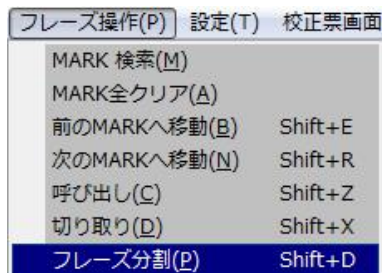 フレーズ操作(P) 設定(T) 校正票画面
MARK 検索(M)
MARK全クリア(A)
前のMARKへ移動(B) Shift+E
次のMARKへ移動(N) Shift+R
呼び出し(C) Shift+Z
切り取り(D) Shift+X
フレーズ分割(P) Shift+D